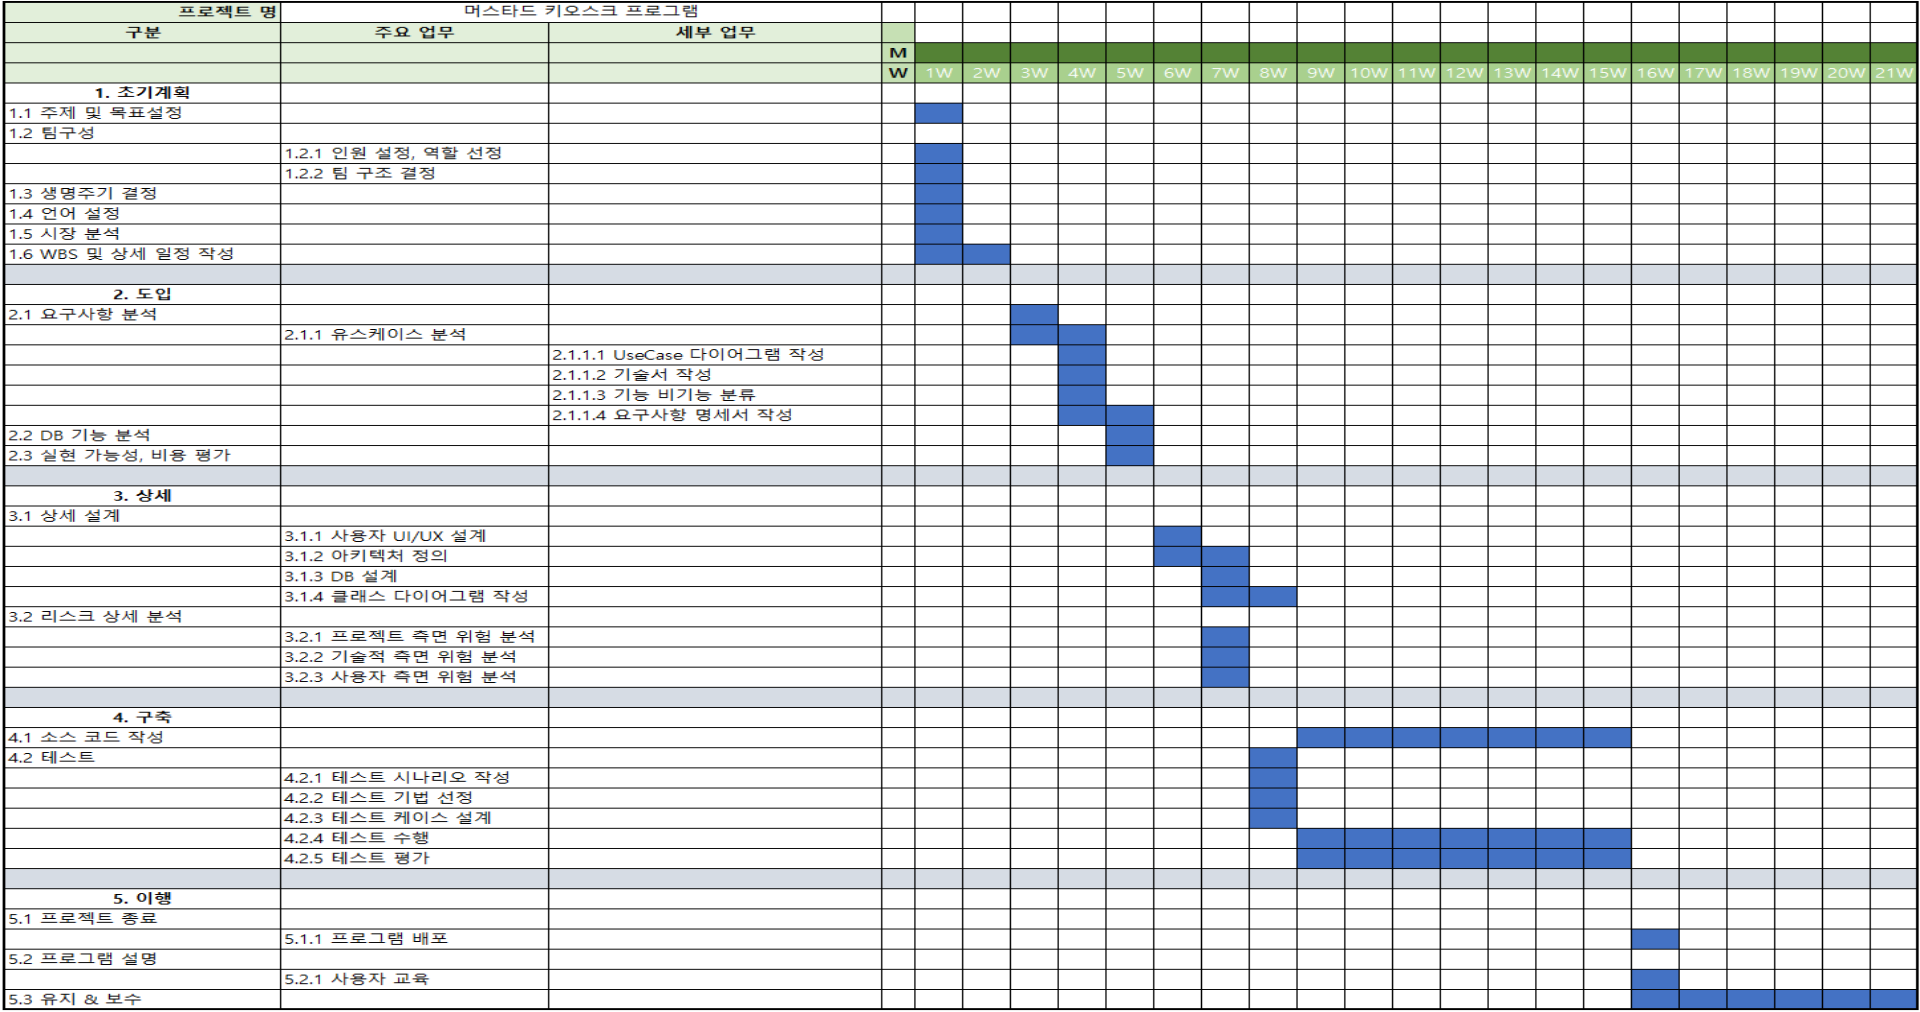 프로젝트 명 머스타드 키오스크 프로그램
구분 주요 업무 세부 업무
M
W 1W 2W 3W 4W 5W 6W 7W 8W 9W 10W 11W 12W 13W 14W 15W 16W 17W 18W 19W 20W 21W
1. 초기계획
1.1 주제 및 목표설정
1.2 팀구성
1.2.1 인원 설정, 역할 선정
1.2.2 팀 구조 결정
1.3 생명주기 결정
1.4 언어 설정
1.5 시장 분석
1.6 WBS 및 상세 일정 작성
2. 도입
2.1 요구사항 분석
2.1.1 유스케이스 분석
2.1.1.1 UseCase 다이어그램 작성
2.1.1.2 기술서 작성
2.1.1.3 기능 비기능 분류
2.1.1.4 요구사항 명세서 작성
2.2 DB 기능 분석
2.3 실현 가능성, 비용 평가
3. 상세
3.1 상세 설계
3.1.1 사용자 UI/UX 설계
3.1.2 아키텍처 정의
3.1.3 DB 설계
3.1.4 클래스 다이어그램 작성
3.2 리스크 상세 분석
3.2.1 프로젝트 측면 위험 분석
3.2.2 기술적 측면 위험 분석
3.2.3 사용자 측면 위험 분석
4. 구축
4.1 소스 코드 작성
4.2 테스트
4.2.1 테스트 시나리오 작성
4.2.2 테스트 기법 선정
4.2.3 테스트 케이스 설계
4.2.4 테스트 수행
4.2.5 테스트 평가
5. 이행
5.1 프로젝트 종료
5.1.1 프로그램 배포
5.2 프로그램 설명
5.2.1 사용자 교육
5.3 유지 & 보수